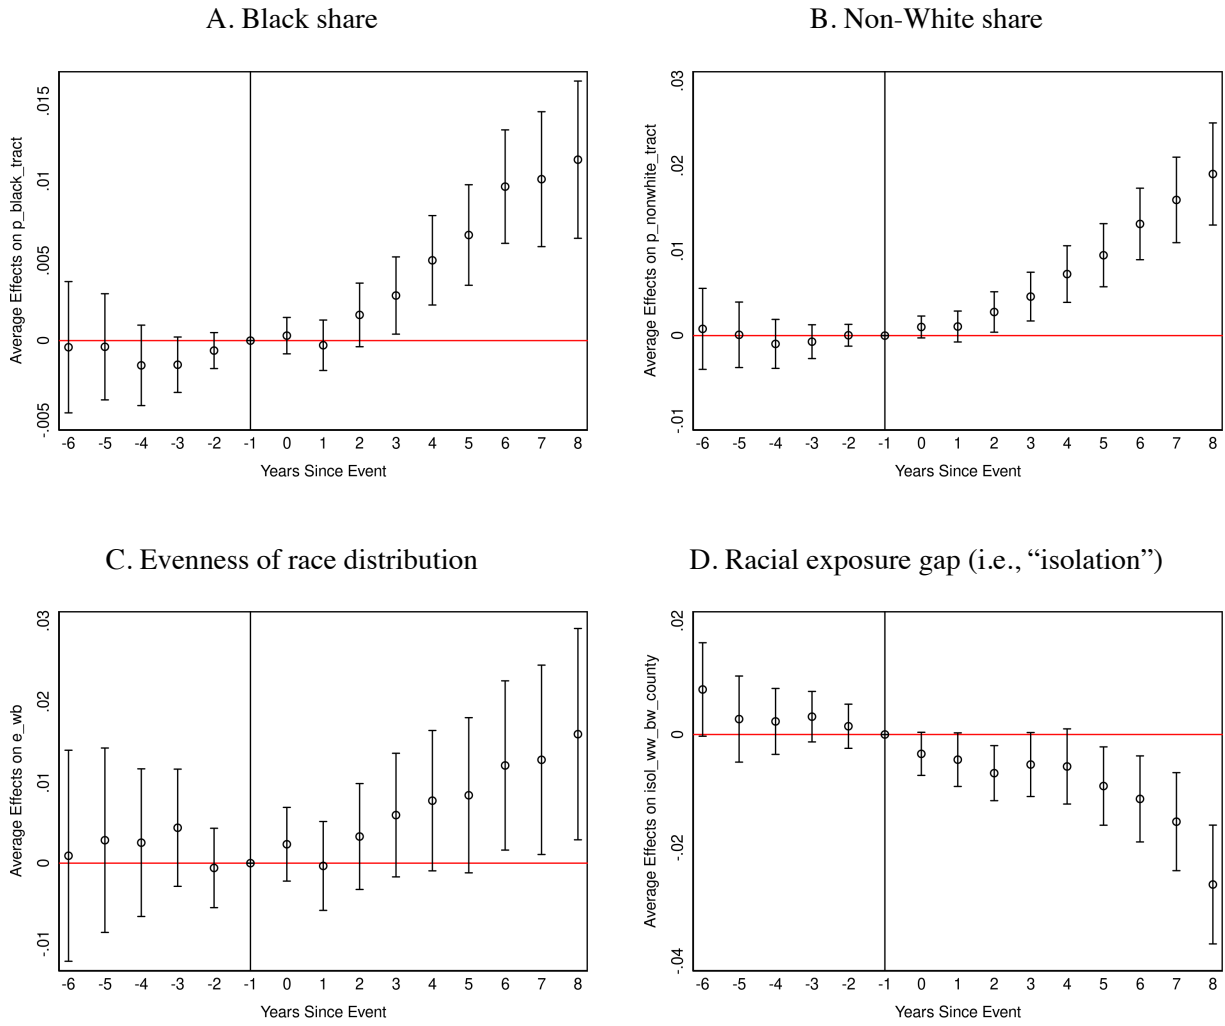 A. Black share
Average Effects on p_black_tract
.015
.01
.005
0
-.005
-6 -5 -4 -3 -2 -1 0 1 2 3 4 5 6 7 8
Years Since Event
B. Non-White share
Average Effects on p_nonwhite_tract
.03
.02
.01
0
-.01
-6 -5 -4 -3 -2 -1 0 1 2 3 4 5 6 7 8
Years Since Event
C. Evenness of race distribution
Average Effects on e_wb
.03
.02
.01
0
-.01
-6 -5 -4 -3 -2 -1 0 1 2 3 4 5 6 7 8
Years Since Event
D. Racial exposure gap (i.e., “isolation”)
Average Effects on isol_ww_bw_county
.02
0
-.02
-.04
-6 -5 -4 -3 -2 -1 0 1 2 3 4 5 6 7 8
Years Since Event